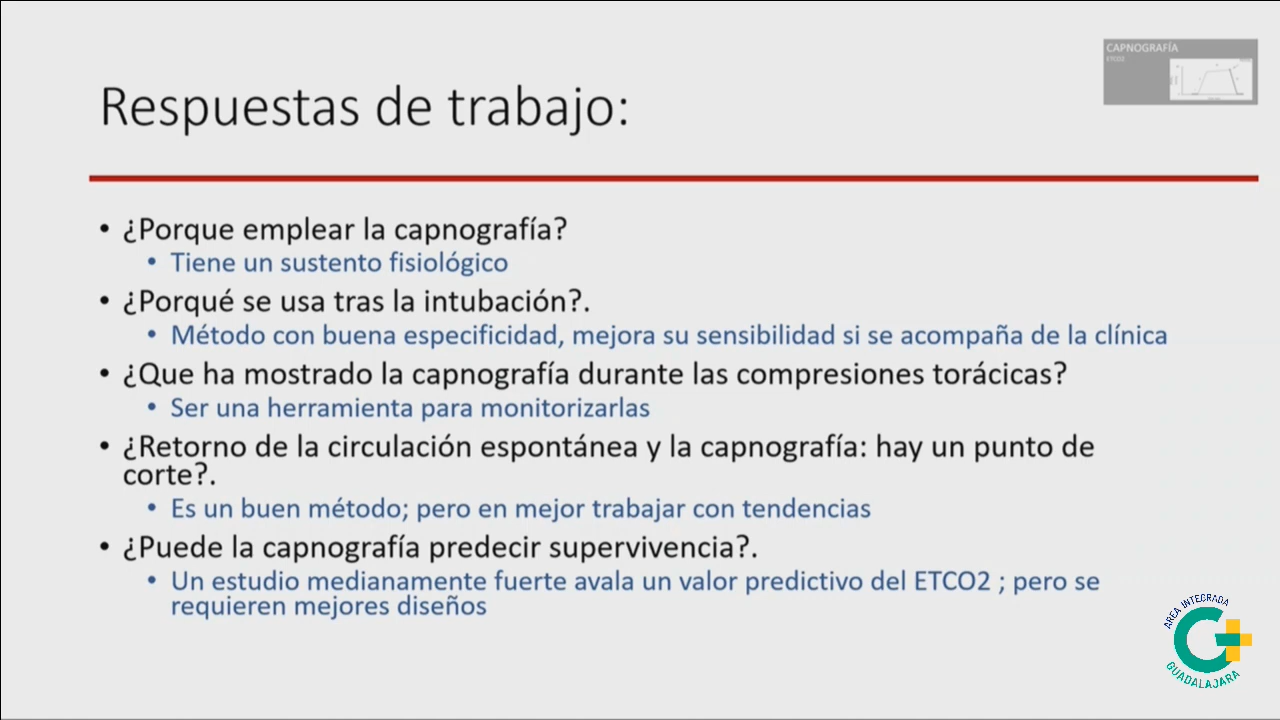 CAPNOGRAFÍA
ETCO2
Respuestas de trabajo:
• ¿Porque emplear la capnografía?
• Tiene un sustento fisiológico
• ¿Porqué se usa tras la intubación?.
• Método con buena especificidad, mejora su sensibilidad si se acompaña de la clínica
• ¿Que ha mostrado la capnografía durante las compresiones torácicas?
• Ser una herramienta para monitorizarlas
• ¿Retorno de la circulación espontánea y la capnografía: hay un punto de
corte?.
• Es un buen método; pero en mejor trabajar con tendencias
• ¿Puede la capnografía predecir supervivencia?.
• Un estudio medianamente fuerte avala un valor predictivo del ETCO2 ; pero se
requieren mejores diseños
AREA INTEGRADA
GUADALAJARA